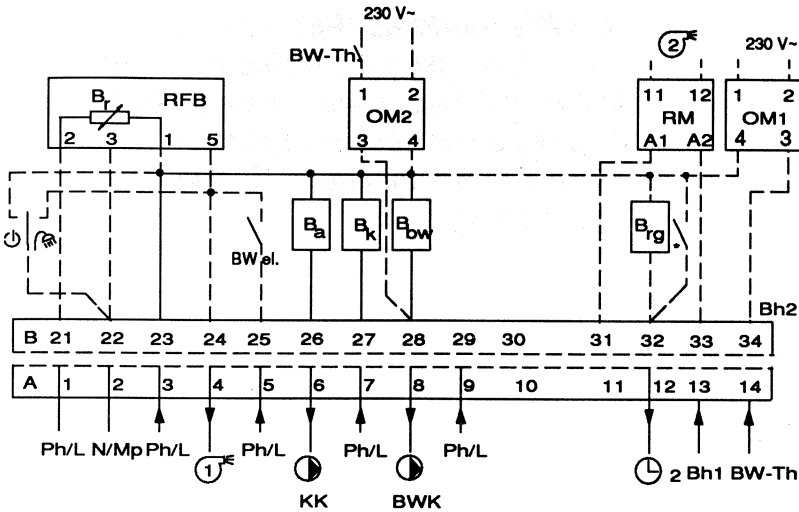 230 V~
2
230 V~
BW-Th
Br RFB
2 3 1 5
1 2
OM2
3 4
11 12
RM
A1 A2
1 2
OM1
4 3
BW el.
Ba
Bk
Bbw
Brg
*
Bh2
B 21 22 23 24 25 26 27 28 29 30 31 32 33 34
A 1 2 3 4 5 6 7 8 9 10 11 12 13 14
Ph/L N/Mp Ph/L 1 Ph/L Ph/L Ph/L 2 Bh1 BW-Th
KK BWK